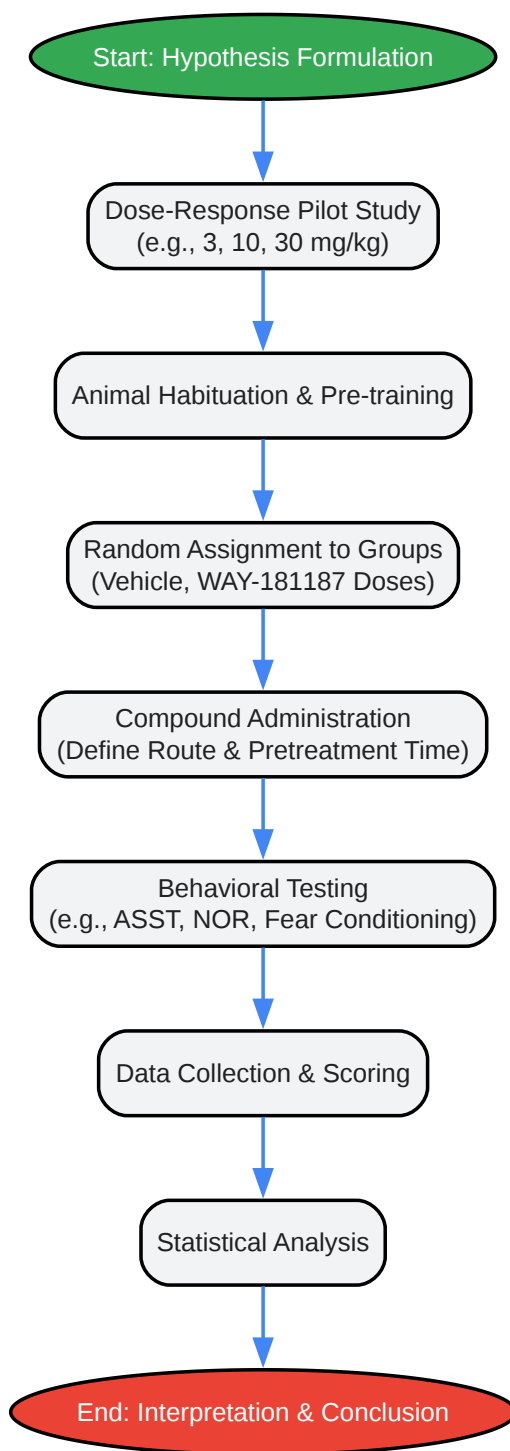 Start: Hypothesis Formulation
Dose-Response Pilot Study
(e.g., 3, 10, 30 mg/kg)
Animal Habituation & Pre-training
Random Assignment to Groups
(Vehicle, WAY-181187 Doses)
Compound Administration
(Define Route & Pretreatment Time)
Behavioral Testing
(e.g., ASST, NOR, Fear Conditioning)
Data Collection & Scoring
Statistical Analysis
End: Interpretation & Conclusion